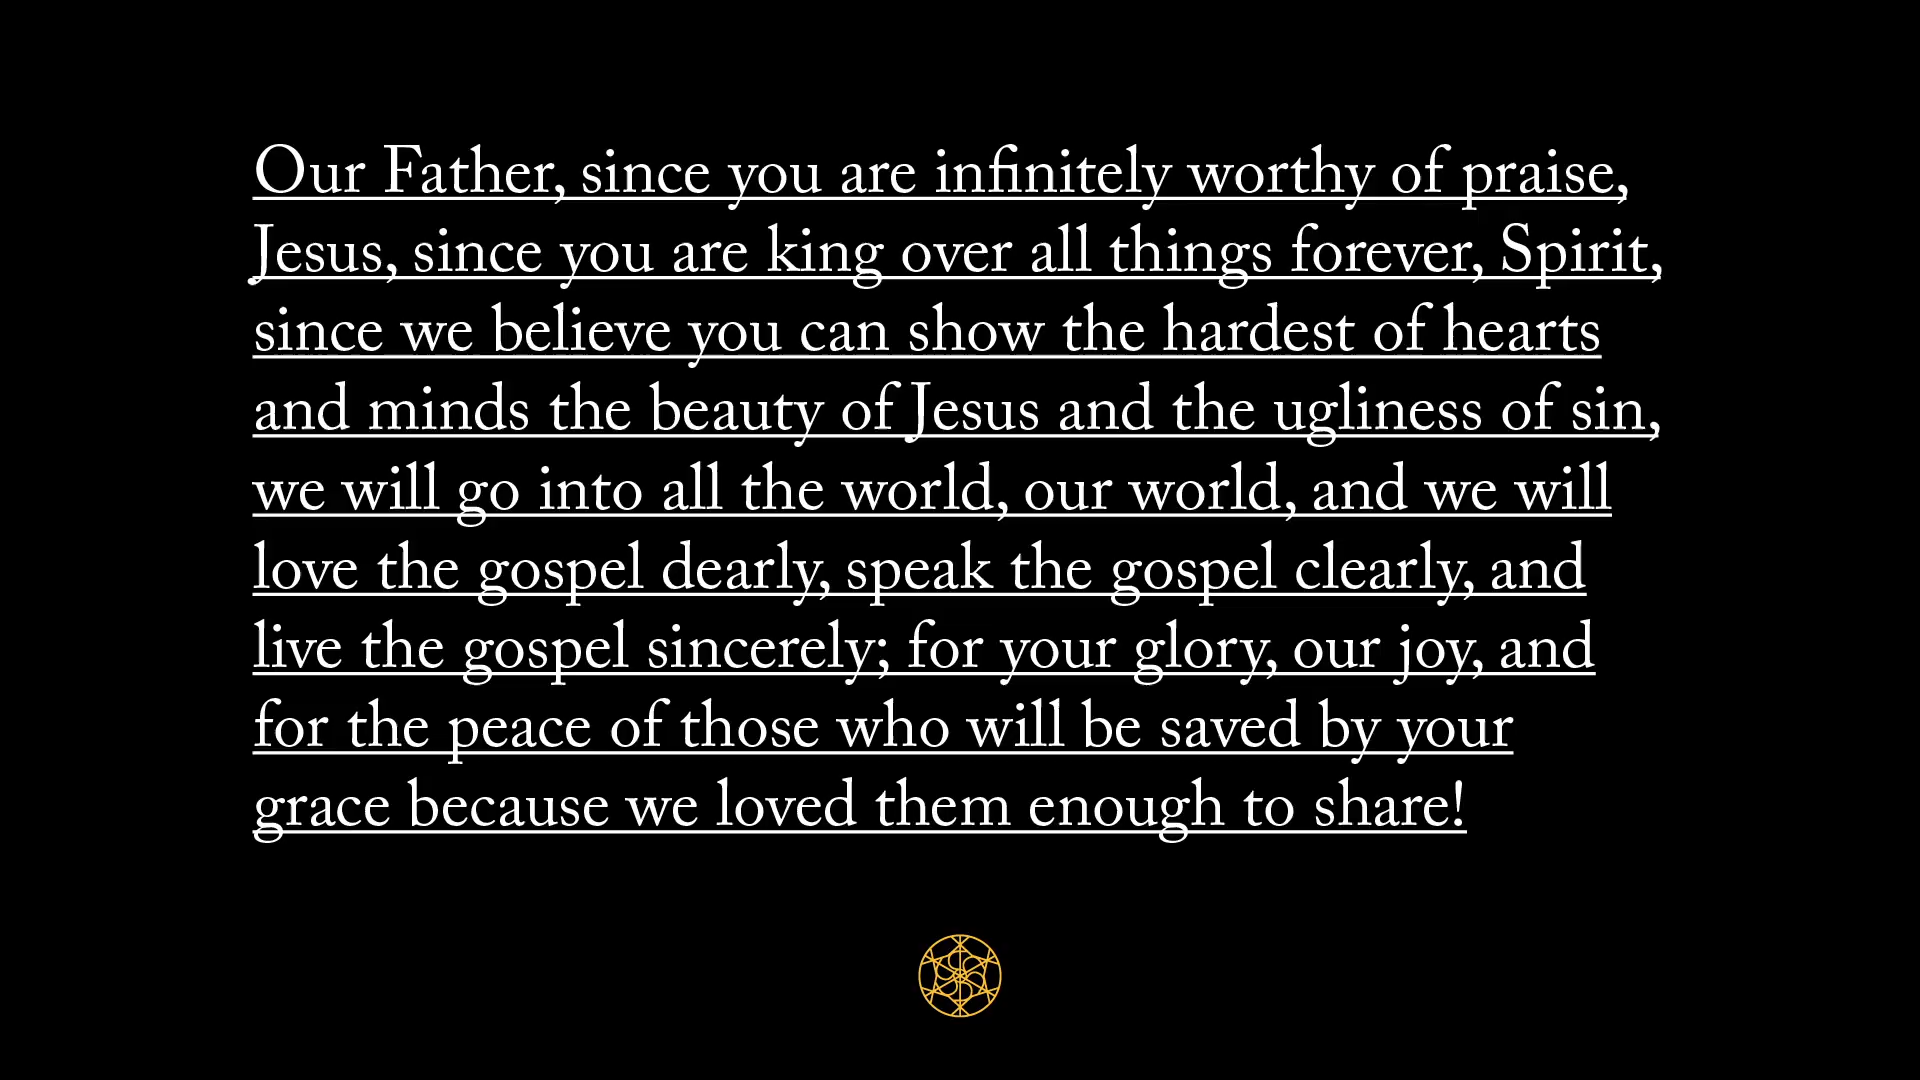 Our Father, since you are infinitely worthy of praise,
Jesus, since you are king over all things forever, Spirit,
since we believe you can show the hardest of hearts
and minds the beauty of Jesus and the ugliness of sin,
we will go into all the world, our world, and we will
love the gospel dearly, speak the gospel clearly, and
live the gospel sincerely; for your glory, our joy, and
for the peace of those who will be saved by your
grace because we loved them enough to share!